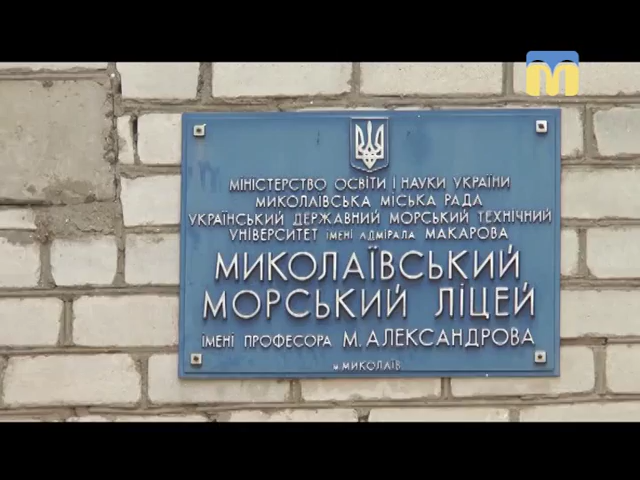 МІНІСТЕРСТВО ОСВІТИ І НАУКИ УКРАЇНИ
МИКОЛАЇВСЬКА МІСЬКА РАДА
УКРАЇНСЬКИЙ ДЕРЖАВНИЙ МОРСЬКИЙ ТЕХНІЧНИЙ
УНІВЕРСИТЕТ ІМЕНІ АДМІРАЛА МАКАРОВА
МИКОЛАЇВСЬКИЙ
МОРСЬКИЙ ЛІЦЕЙ
ІМЕНІ ПРОФЕСОРА М. АЛЕКСАНДРОВА
м. МИКОЛАЇВ